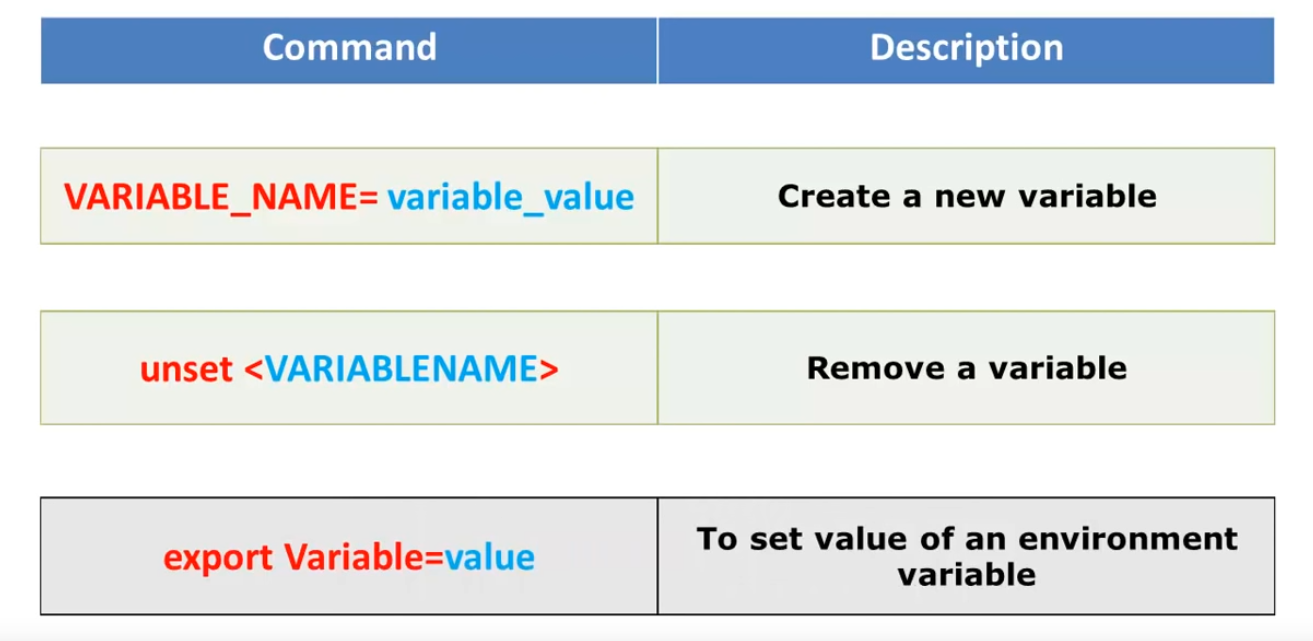 Command Description
VARIABLE_NAME= variable_value Create a new variable
unset <VARIABLENAME> Remove a variable
export Variable=value To set value of an environment
variable